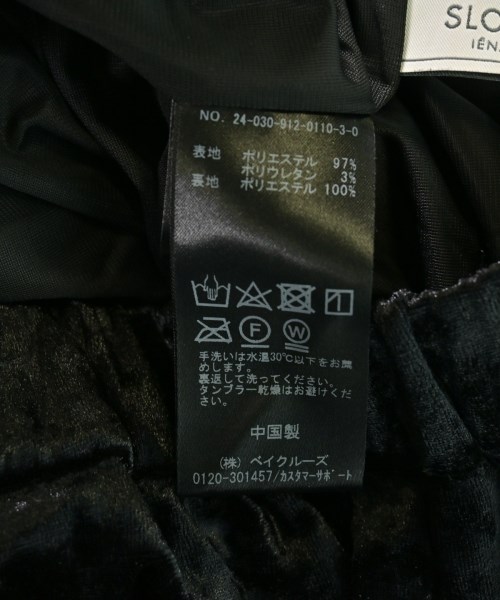 SLO
IÉN
NO. 24-030-912-0110-3-0
表地 ポリエステル 97%
ポリウレタン 3%
裏地 ポリエステル 100%
F W
手洗いは水温30℃以下をお薦
めします。
裏返して洗ってください。
タンブラー乾燥はお避けくだ
さい。
中国製
(株) ベイクルーズ
0120-301457/カスタマーサポート